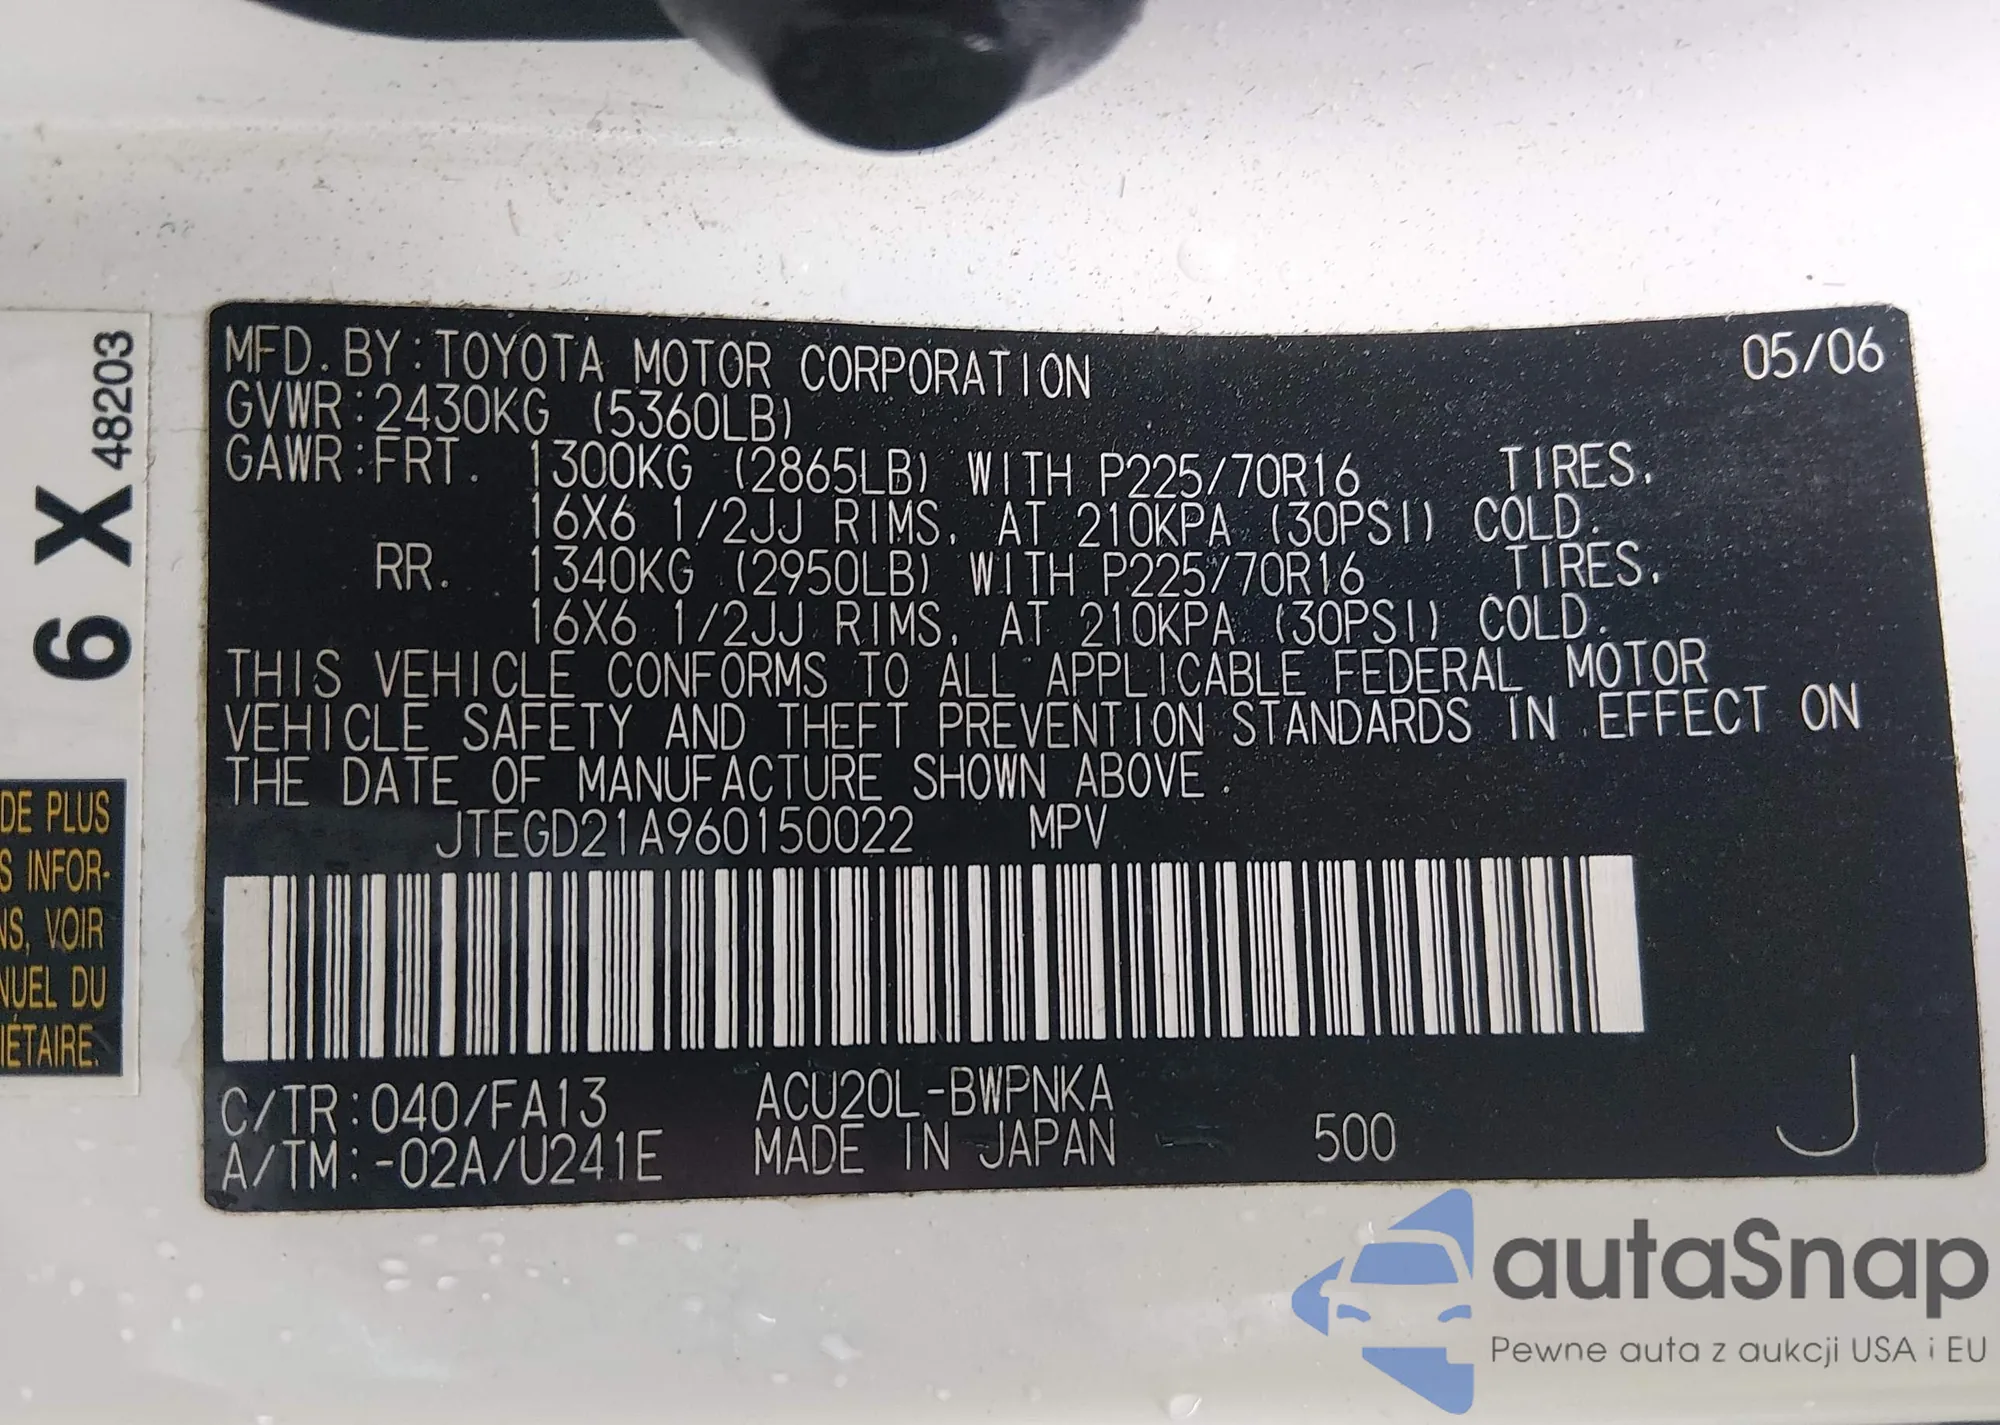 MFD. BY:TOYOTA MOTOR CORPORATION 05/06
GVWR:2430KG (5360LB)
GAWR:FRT. 1300KG (2865LB) WITH P225/70R16 TIRES,
16X6 1/2JJ RIMS, AT 210KPA (30PSI) COLD.
RR. 1340KG (2950LB) WITH P225/70R16 TIRES,
16X6 1/2JJ RIMS, AT 210KPA (30PSI) COLD.
THIS VEHICLE CONFORMS TO ALL APPLICABLE FEDERAL MOTOR
VEHICLE SAFETY AND THEFT PREVENTION STANDARDS IN EFFECT ON
THE DATE OF MANUFACTURE SHOWN ABOVE.
JTEGD21A960150022 MPV
C/TR:040/FA13 ACU20L-BWPNKA
A/TM:-02A/U241E MADE IN JAPAN 500 J
6 X 48203
DE PLUS
S INFOR-
NS, VOIR
NUEL DU
IÉTAIRE.
autaSnap
Pewne auta z aukcji USA i EU